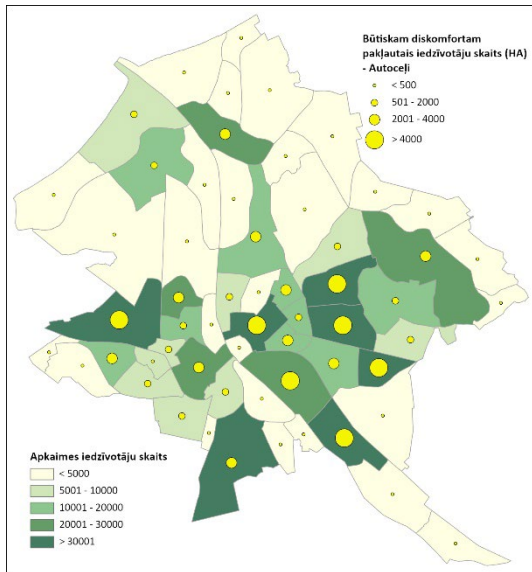 Būtiskam diskomfortam
pakļautais iedzīvotāju skaits (HA)
- Autoceļi
< 500
501 - 2000
2001 - 4000
> 4000
Apkaimes iedzīvotāju skaits
< 5000
5001 - 10000
10001 - 20000
20001 - 30000
> 30001